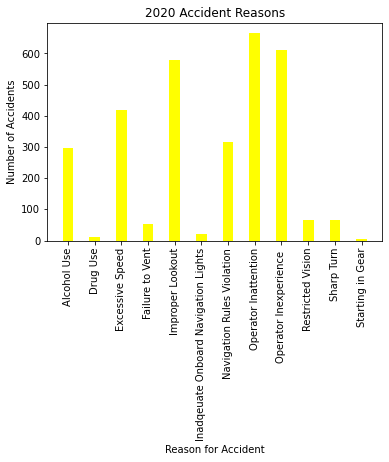 2020 Accident Reasons
Number of Accidents
600
500
400
300
200
100
0
Alcohol Use
Drug Use
Excessive Speed
Failure to Vent
Improper Lookout
Inadqeuate Onboard Navigation Lights
Navigation Rules Violation
Operator Inattention
Operator Inexperience
Restricted Vision
Sharp Turn
Starting in Gear
Reason for Accident